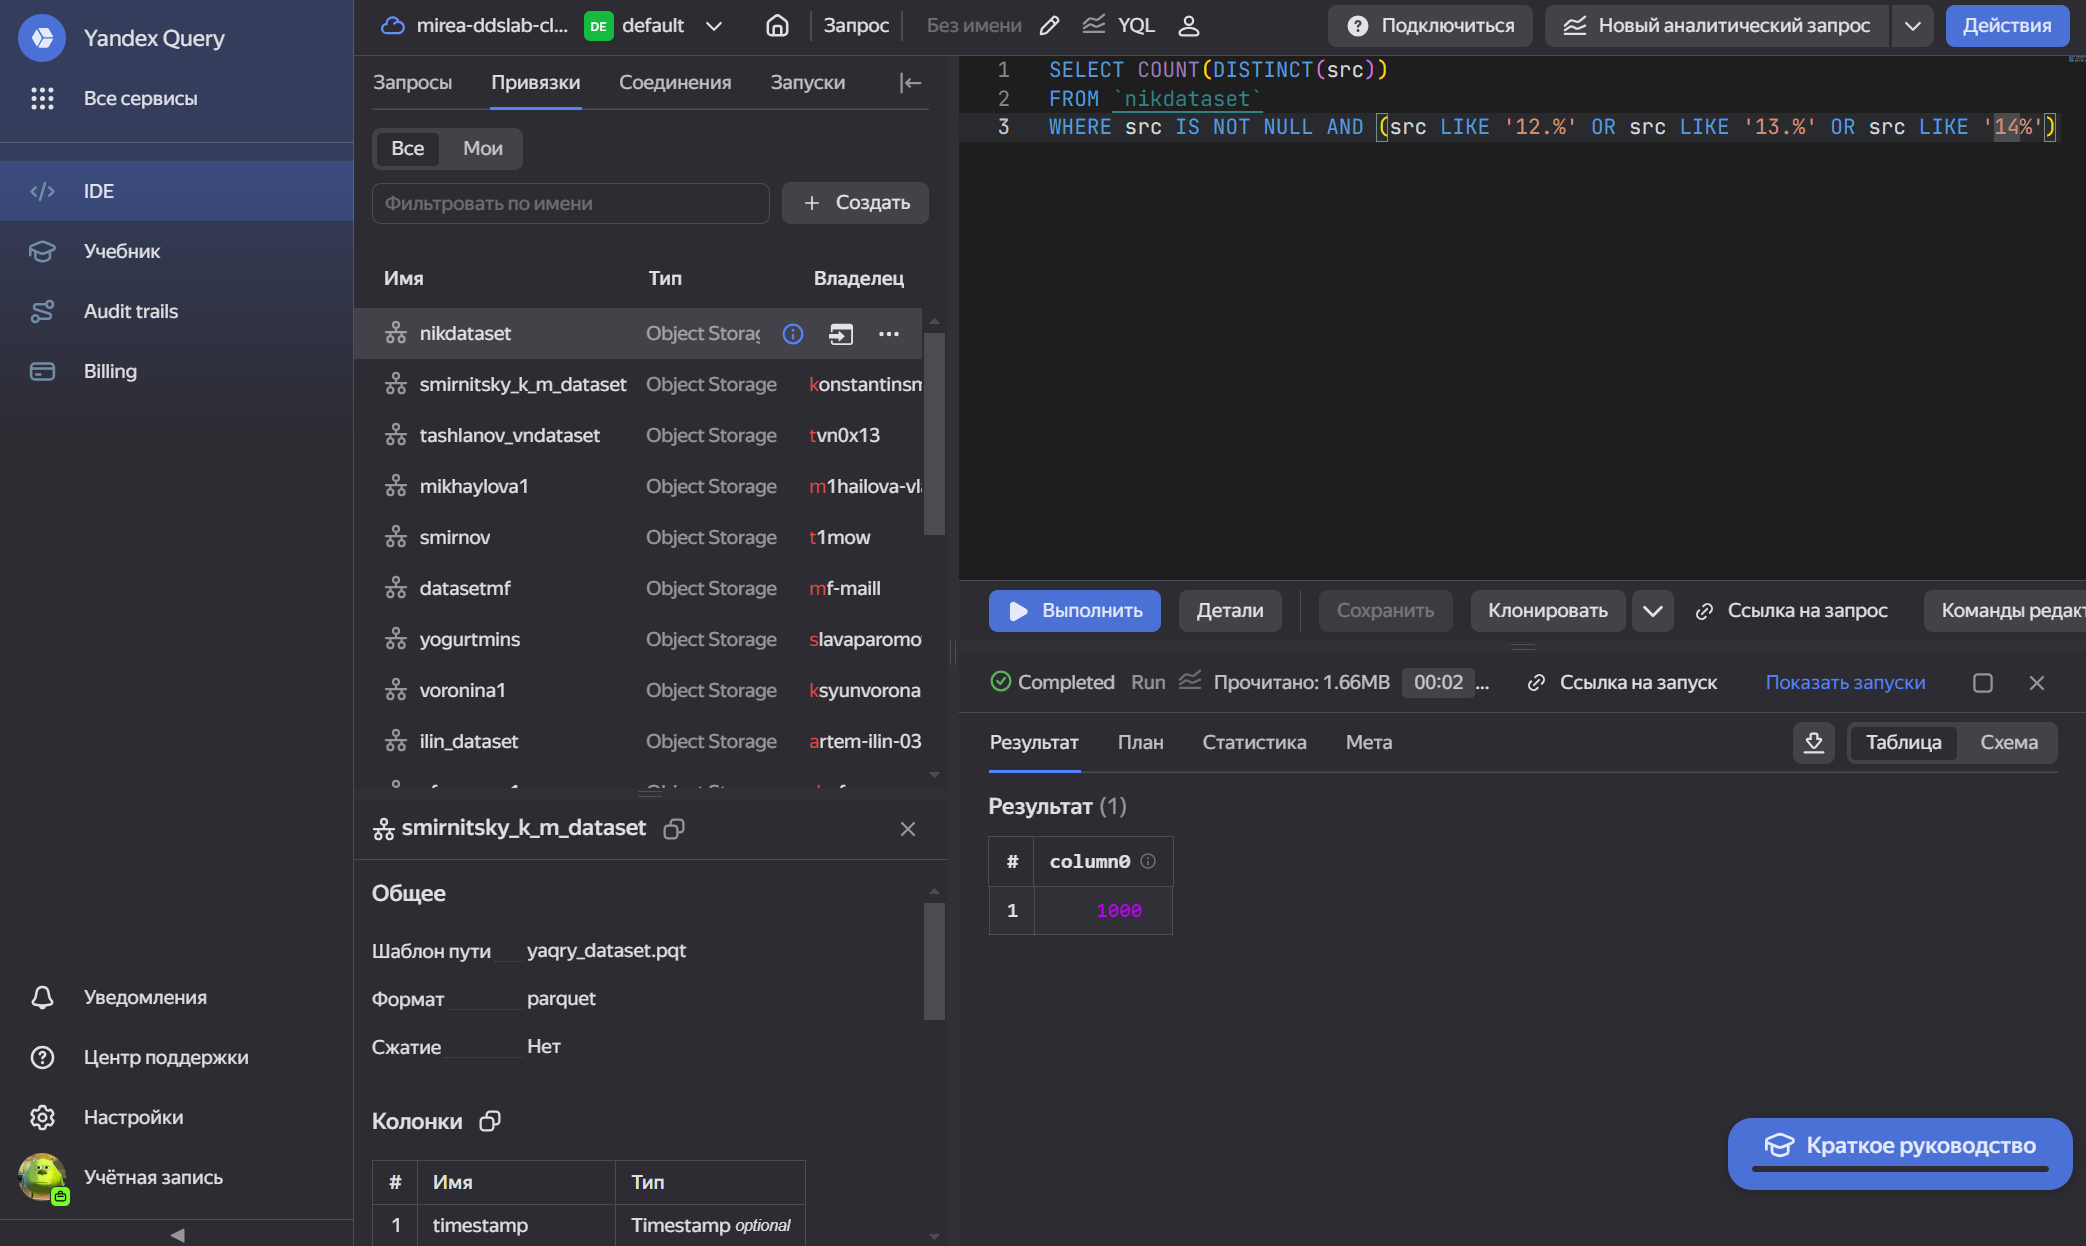 Yandex Query
Все сервисы
IDE
Учебник
Audit trails
Billing
Уведомления
Центр поддержки
Настройки
Учётная запись
mirea-ddslab-cl... DE default
Запрос
Без имени
YQL
Подключиться
Новый аналитический запрос
Действия
Запросы Привязки Соединения Запуски
Все Мои
Фильтровать по имени
+ Создать
Имя Тип Владелец
nikdataset Object Storag
smirnitsky_k_m_dataset Object Storage konstantinsm
tashlanov_vndataset Object Storage tvn0x13
mikhaylova1 Object Storage m1hailova-vl
smirnov Object Storage t1mow
datasetmf Object Storage mf-maill
yogurtmins Object Storage slavaparomo
voronina1 Object Storage ksyunvorona
ilin_dataset Object Storage artem-ilin-03
smirnitsky_k_m_dataset
Общее
Шаблон пути yaqry_dataset.pqt
Формат parquet
Сжатие Нет
Колонки
# Имя Тип
1 timestamp Timestamp optional
1 SELECT COUNT(DISTINCT(src))
2 FROM `nikdataset`
3 WHERE src IS NOT NULL AND (src LIKE '12.%' OR src LIKE '13.%' OR src LIKE '14%')
Выполнить Детали Сохранить Клонировать Ссылка на запрос Команды редакт
Completed Run Прочитано: 1.66MB 00:02 ... Ссылка на запуск Показать запуски
Результат План Статистика Мета
Таблица Схема
Результат (1)
# column0
1 1000
Краткое руководство